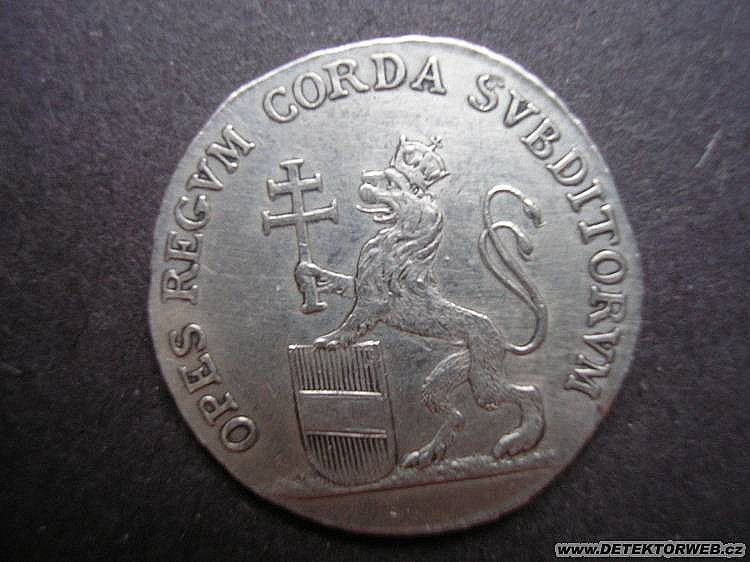 OPES REGVM CORDA SVBDITORVM
www.DETEKTORWEB.cz